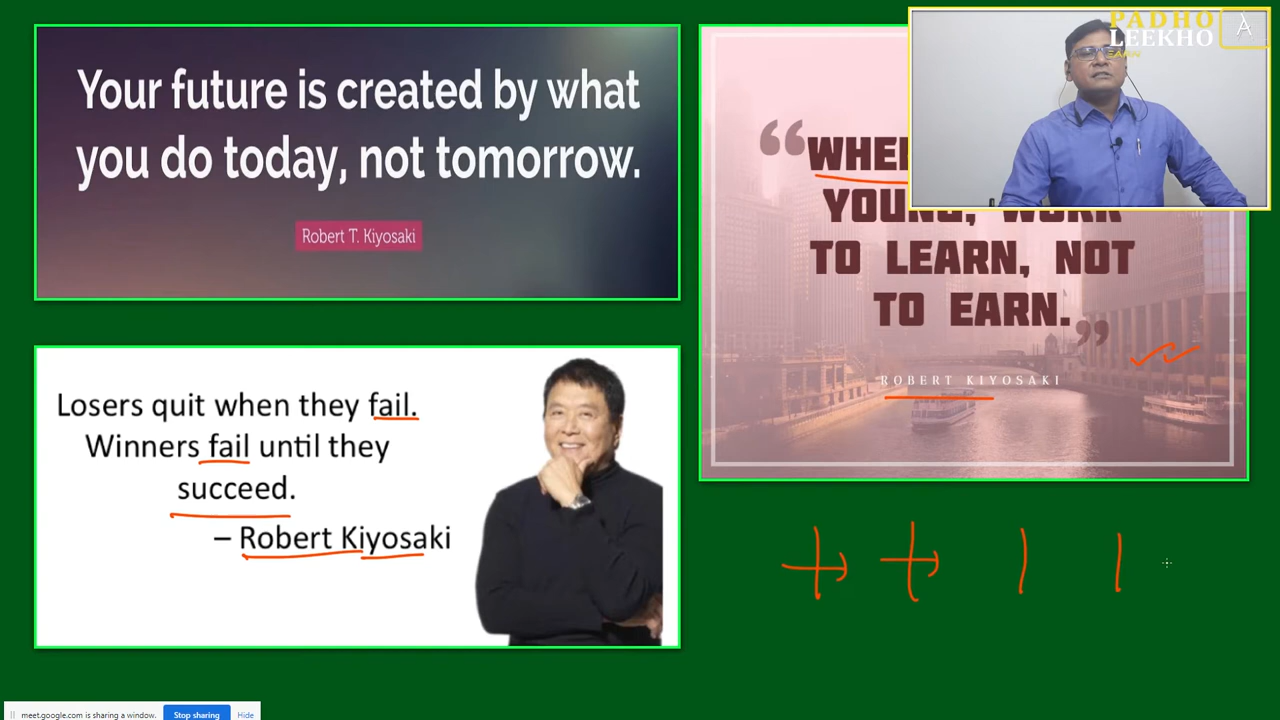 Your future is created by what
you do today, not tomorrow.
Robert T. Kiyosaki
Losers quit when they fail.
Winners fail until they
succeed.
– Robert Kiyosaki
PADHO
LEEKHO
EARN
“
YOUNG, WORK
TO LEARN, NOT
TO EARN.”
ROBERT KIYOSAKI
meet.google.com is sharing a window. Stop sharing Hide